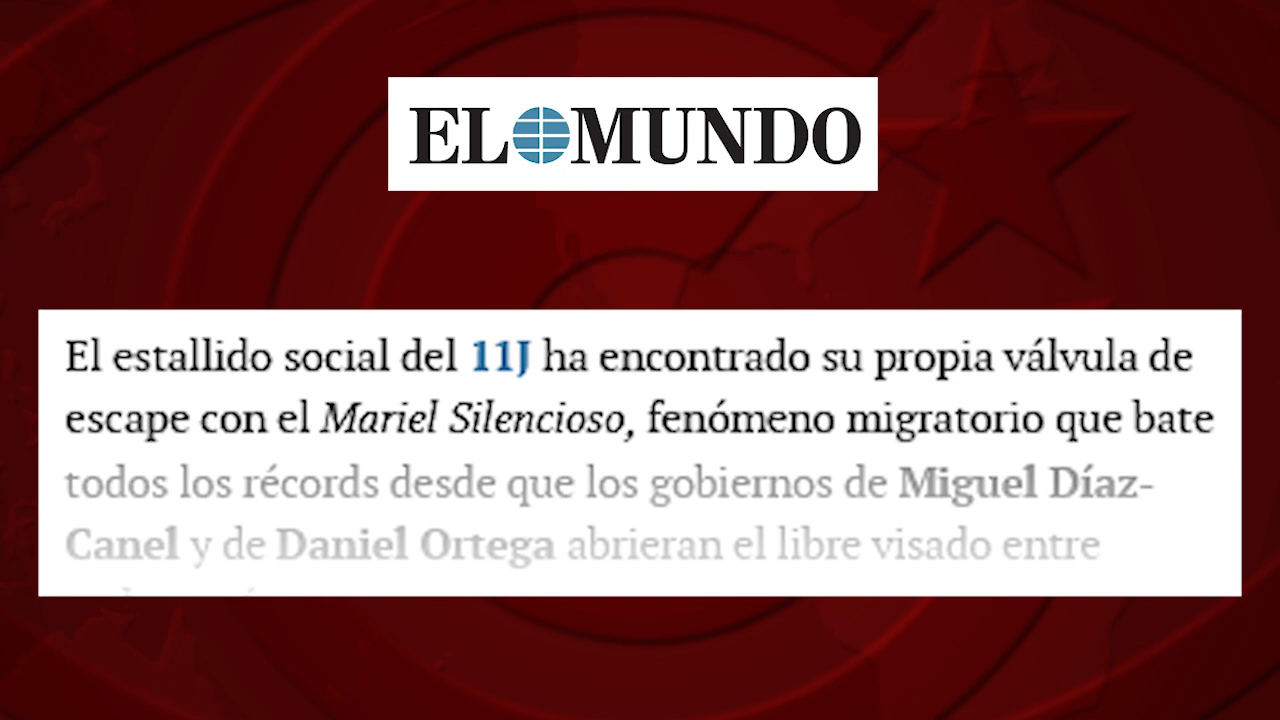 EL MUNDO
El estallido social del 11J ha encontrado su propia válvula de
escape con el Mariel Silencioso, fenómeno migratorio que bate
todos los récords desde que los gobiernos de Miguel Díaz-
Canel y de Daniel Ortega abrieran el libre visado entre